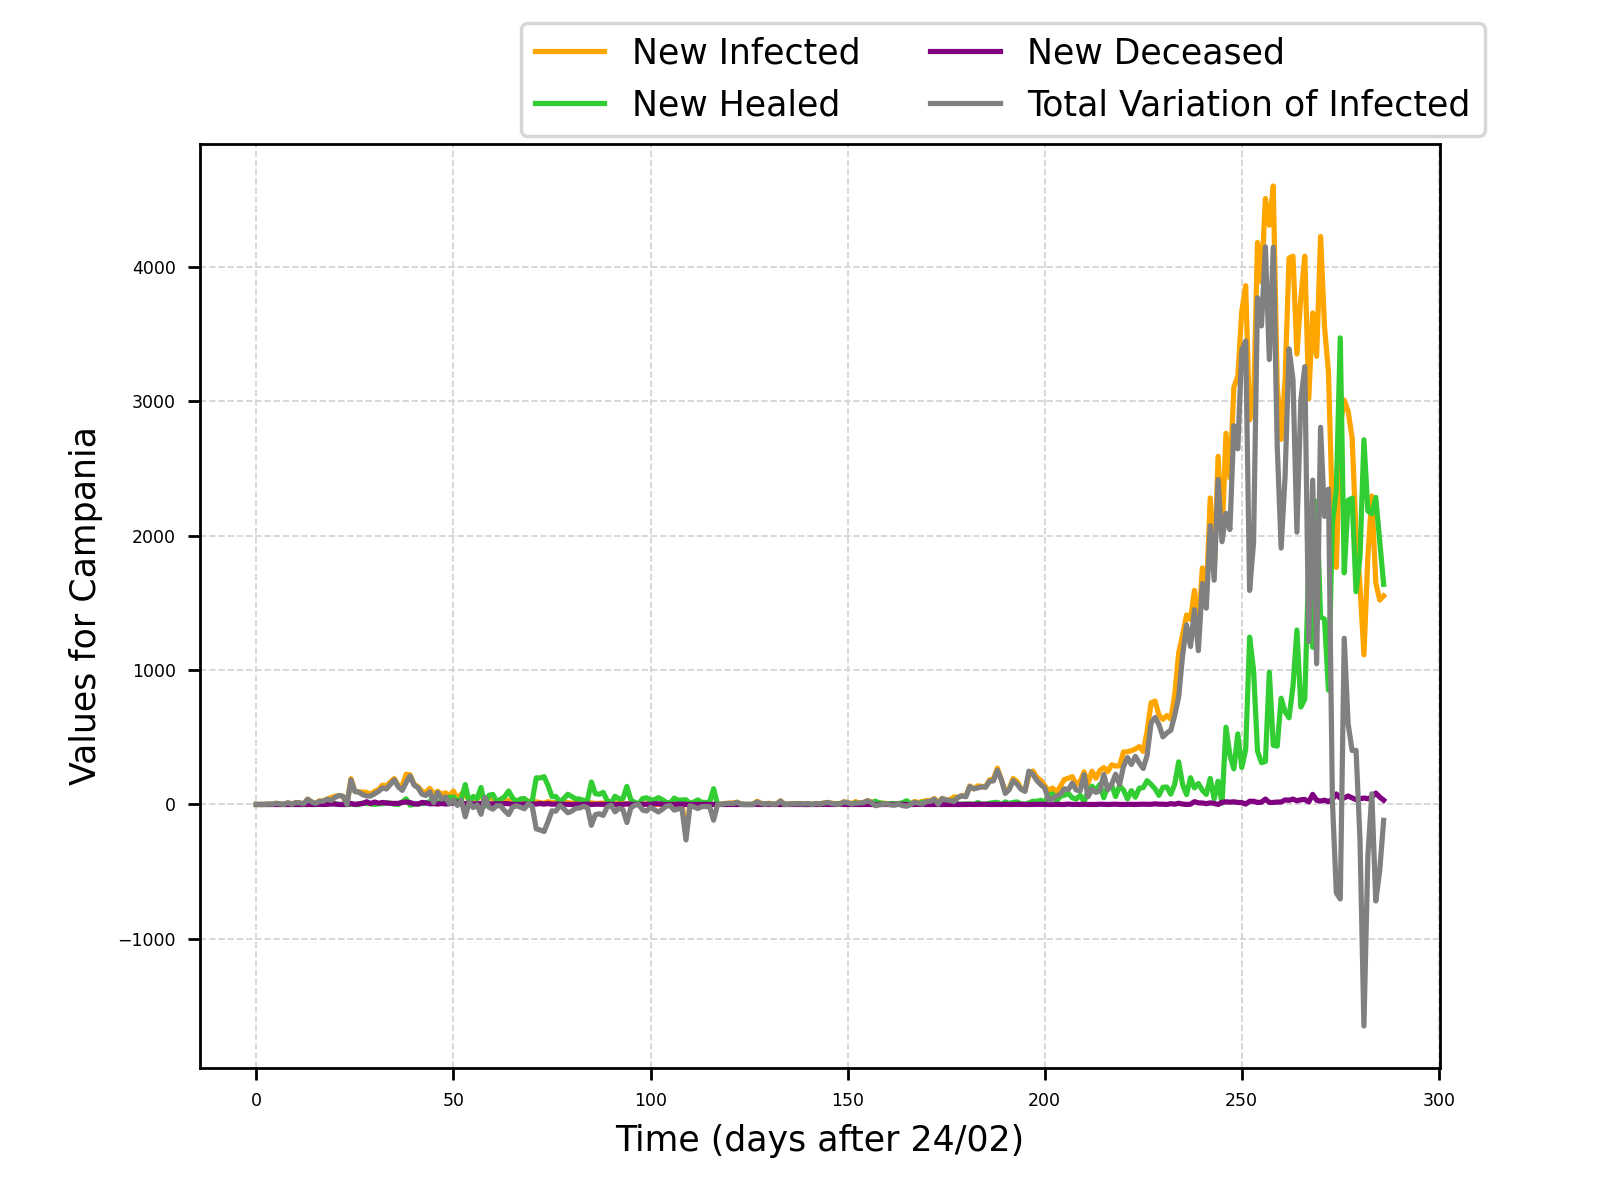 New Infected
New Healed
New Deceased
Total Variation of Infected
Values for Campania
4000
3000
2000
1000
0
−1000
0 50 100 150 200 250 300
Time (days after 24/02)